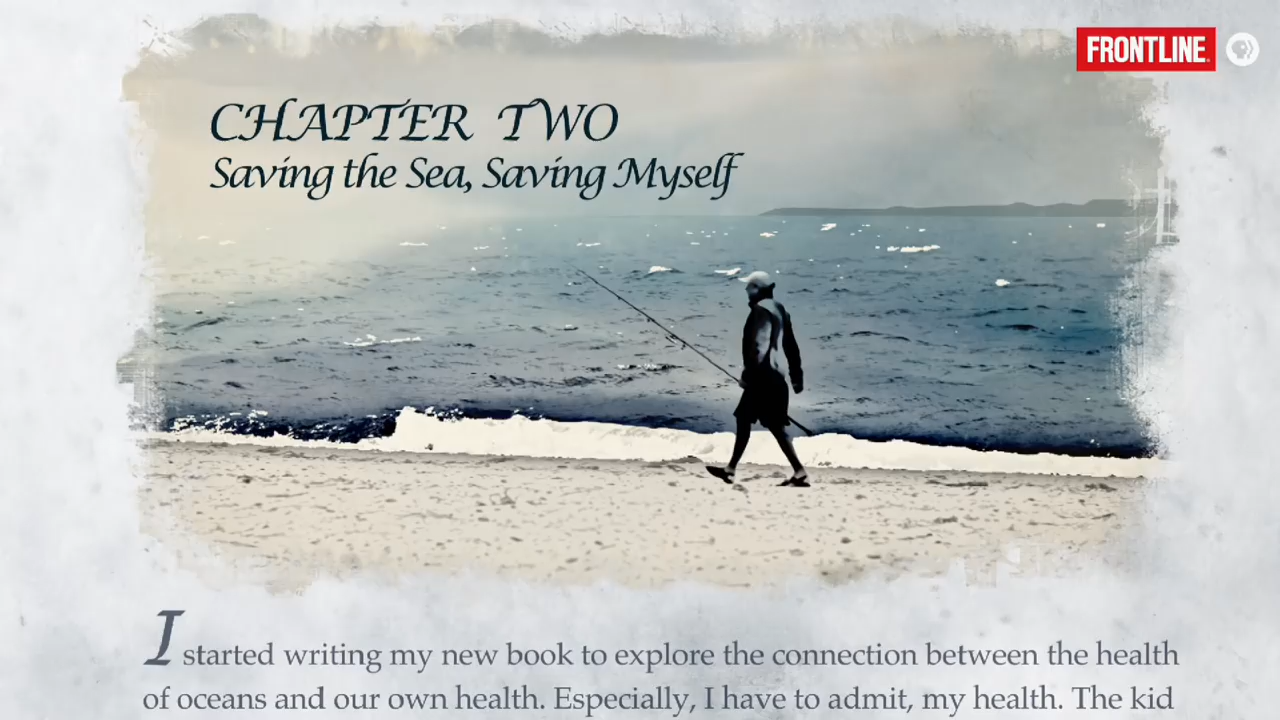 FRONTLINE
CHAPTER TWO
Saving the Sea, Saving Myself
I started writing my new book to explore the connection between the health
of oceans and our own health. Especially, I have to admit, my health. The kid